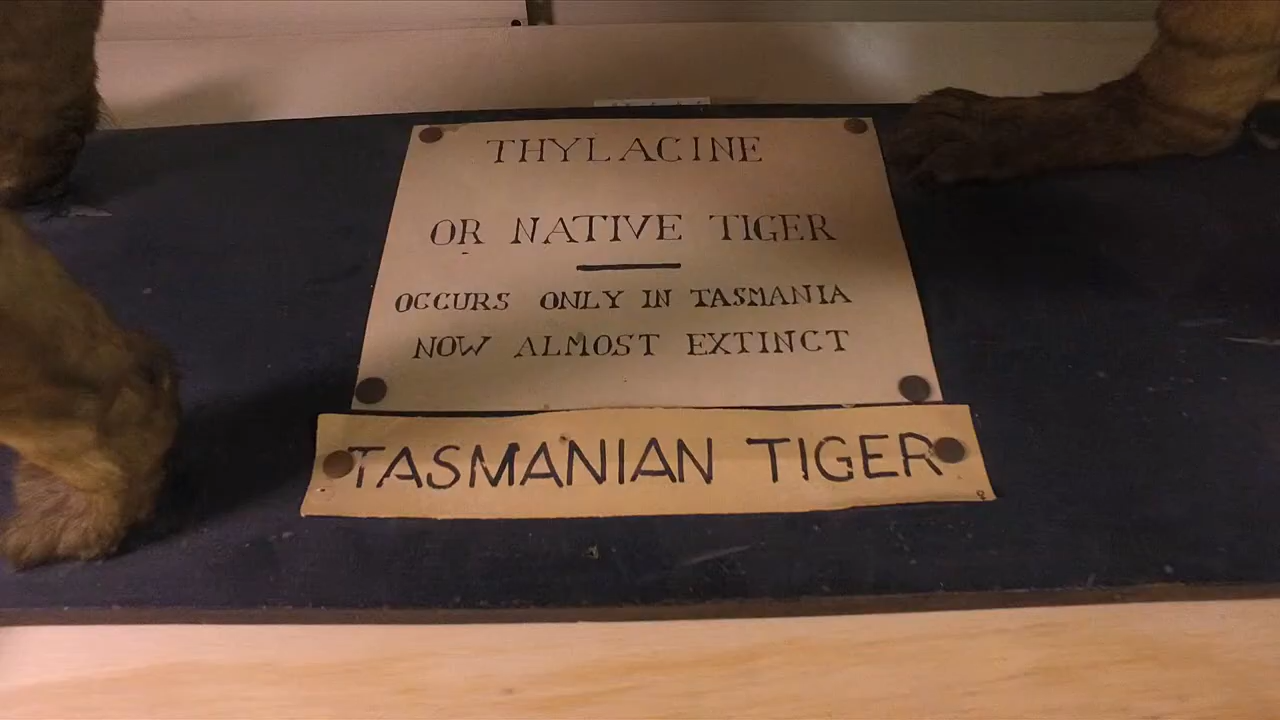 THYLACINE
OR NATIVE TIGER
OCCURS ONLY IN TASMANIA
NOW ALMOST EXTINCT
TASMANIAN TIGER
♀